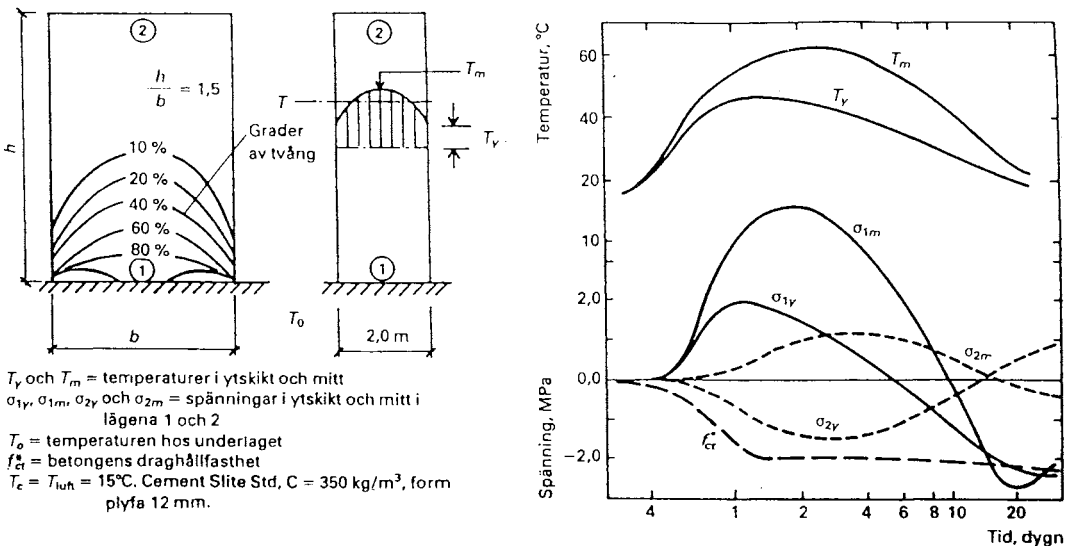 ②
②
h/b = 1,5
T_m
T
T_y
Grader
av tvång
10 %
20 %
40 %
60 %
80 %
①
①
h
T_0
2,0 m
b
T_y och T_m = temperaturer i ytskikt och mitt
σ_1y, σ_1m, σ_2y och σ_2m = spänningar i ytskikt och mitt i
lägena 1 och 2
T_o = temperaturen hos underlaget
f*_ct = betongens draghållfasthet
T_c = T_luft = 15°C. Cement Slite Std, C = 350 kg/m³, form
plyfa 12 mm.
Temperatur, °C
60
40
20
T_m
T_y
10
2,0
0,0
−2,0
Spänning, MPa
σ_1m
σ_1y
σ_2m
σ_2y
f*_ct
4 1 2 4 6 8 10 20
Tid, dygn